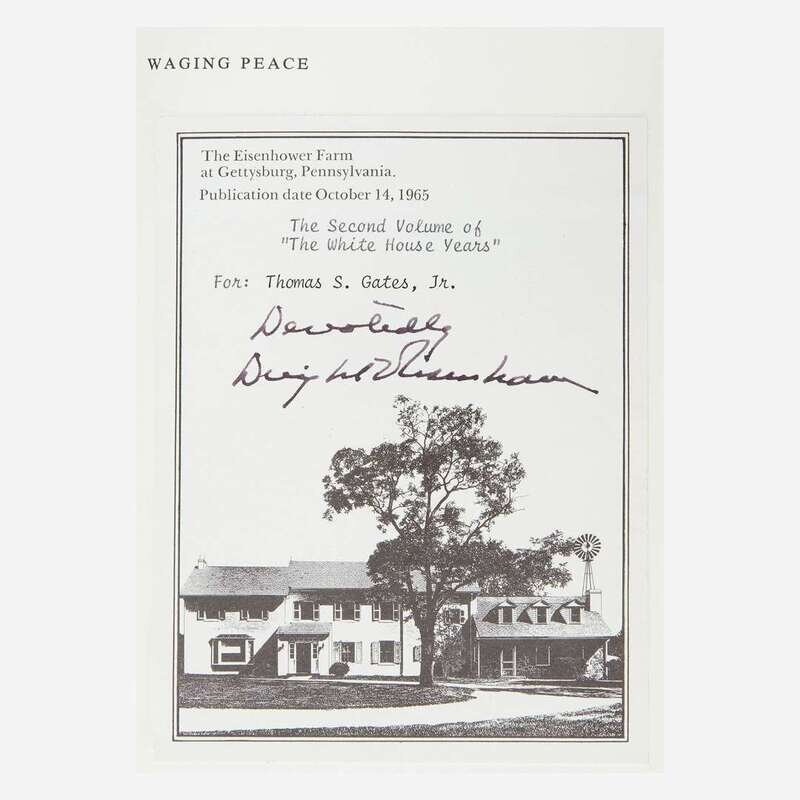 WAGING PEACE
The Eisenhower Farm
at Gettysburg, Pennsylvania.
Publication date October 14, 1965
The Second Volume of
"The White House Years"
For: Thomas S. Gates, Jr.
Devotedly
Dwight D Eisenhower